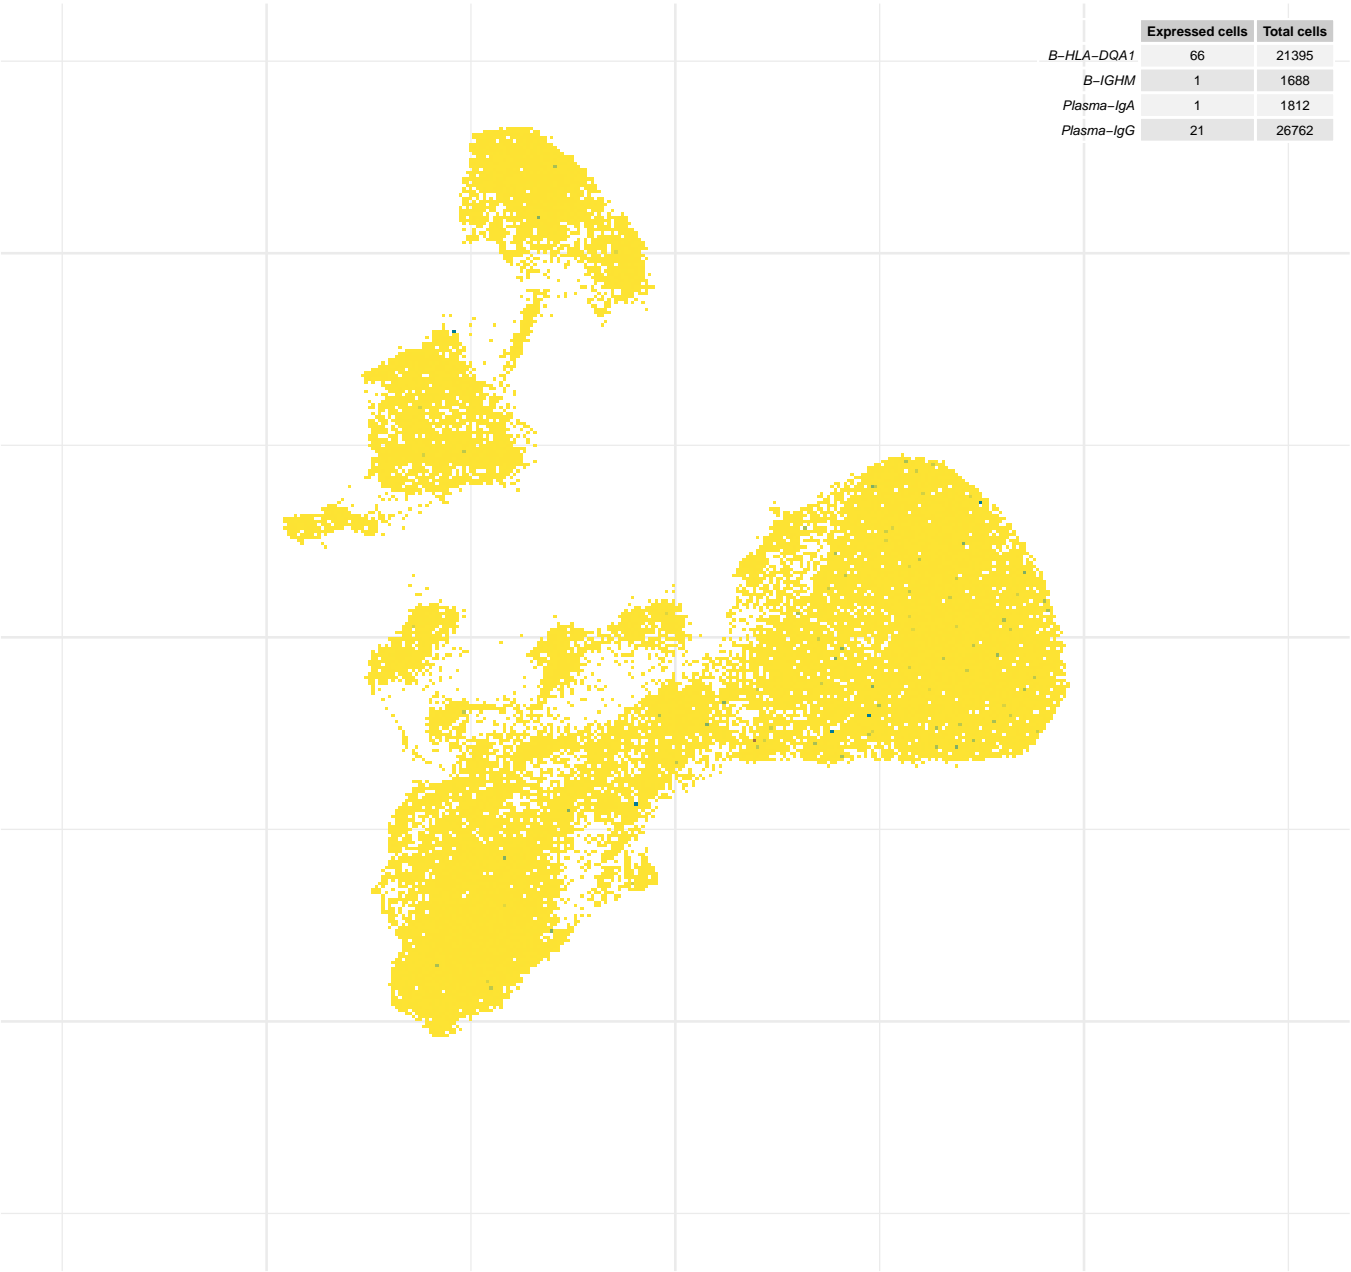 Expressed cells Total cells
B−HLA−DQA1 66 21395
B−IGHM 1 1688
Plasma−IgA 1 1812
Plasma−IgG 21 26762